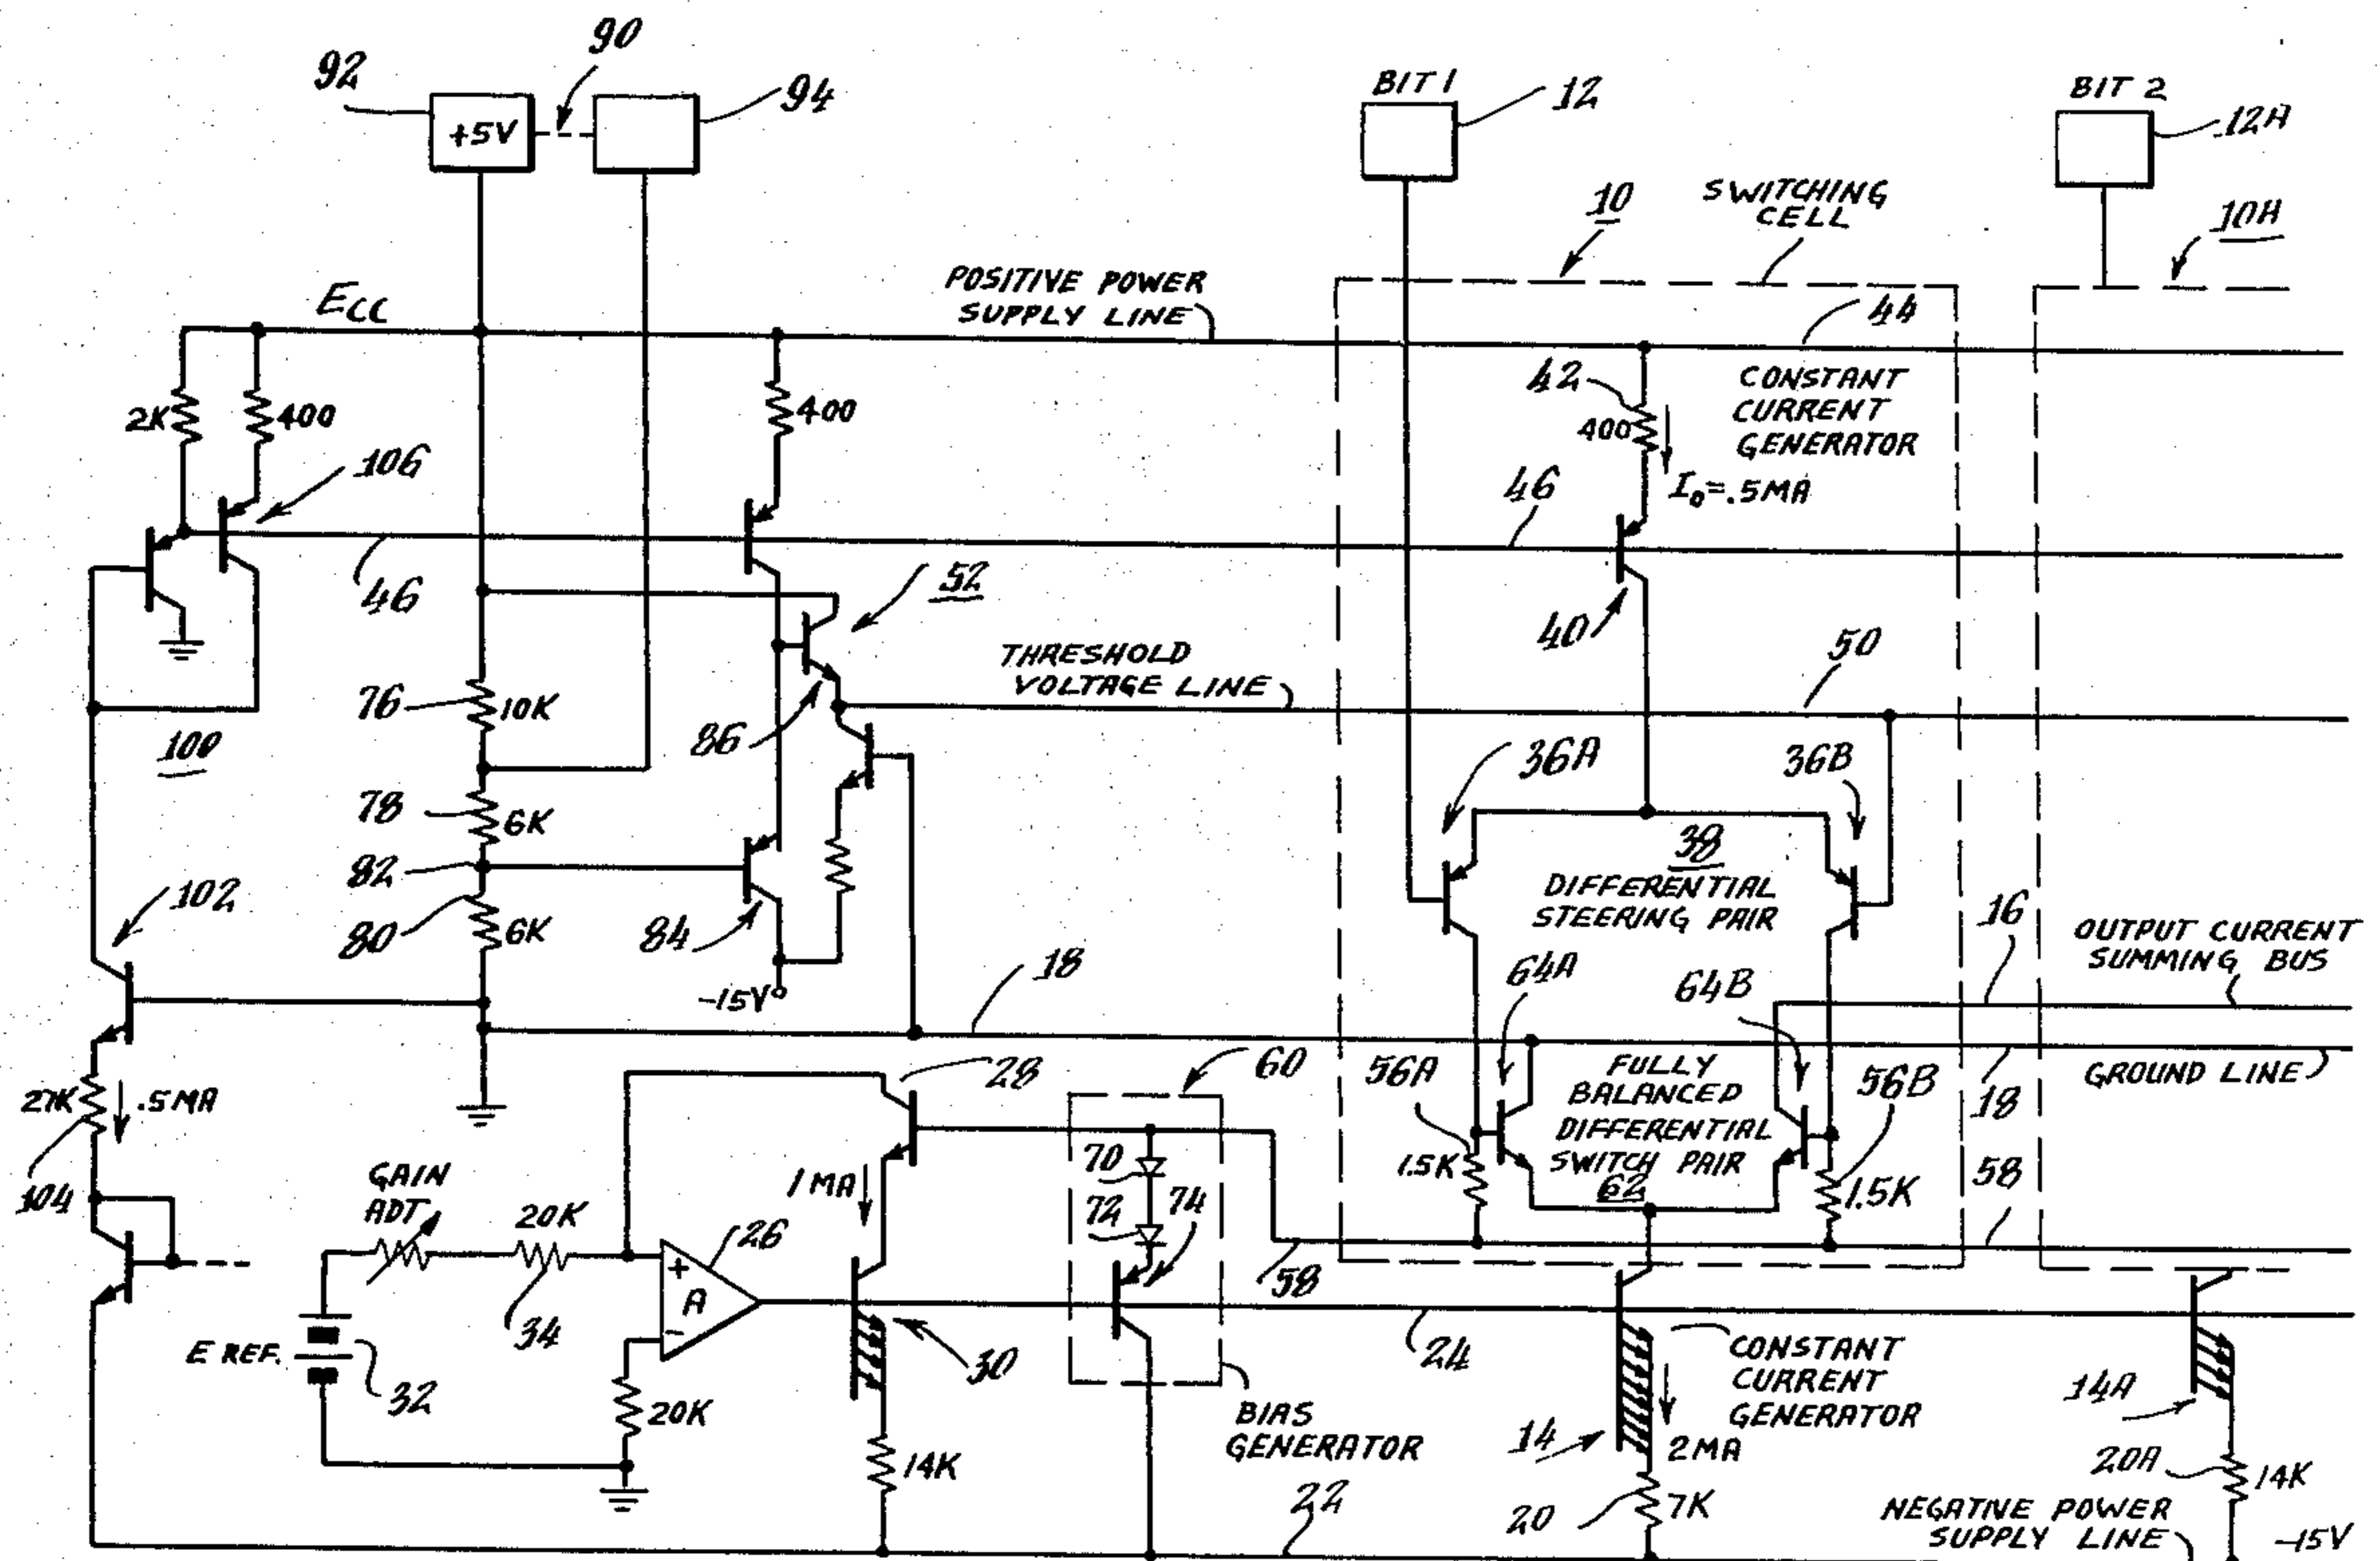 90
92
94
+5V
BIT 1
12
BIT 2
12A
10
SWITCHING
CELL
10A
ECC
POSITIVE POWER
SUPPLY LINE
44
42
CONSTANT
CURRENT
GENERATOR
2K
400
400
400
106
I₀=.5MA
46
46
52
40
50
THRESHOLD
VOLTAGE LINE
76
10K
86
100
36A
36B
78
6K
38
82
DIFFERENTIAL
STEERING PAIR
102
80
6K
84
16
OUTPUT CURRENT
SUMMING BUS
64A
64B
-15V
18
28
60
56A
FULLY
BALANCED
DIFFERENTIAL
SWITCH PAIR
62
56B
18
GROUND LINE
27K
.5MA
104
GAIN
ADT
20K
1 MA
70
72
74
1.5K
1.5K
58
58
26
+
A
-
34
E REF.
32
20K
30
24
CONSTANT
CURRENT
GENERATOR
14A
BIAS
GENERATOR
14
2MA
14K
22
20
7K
20A
14K
NEGATIVE POWER
SUPPLY LINE
-15V